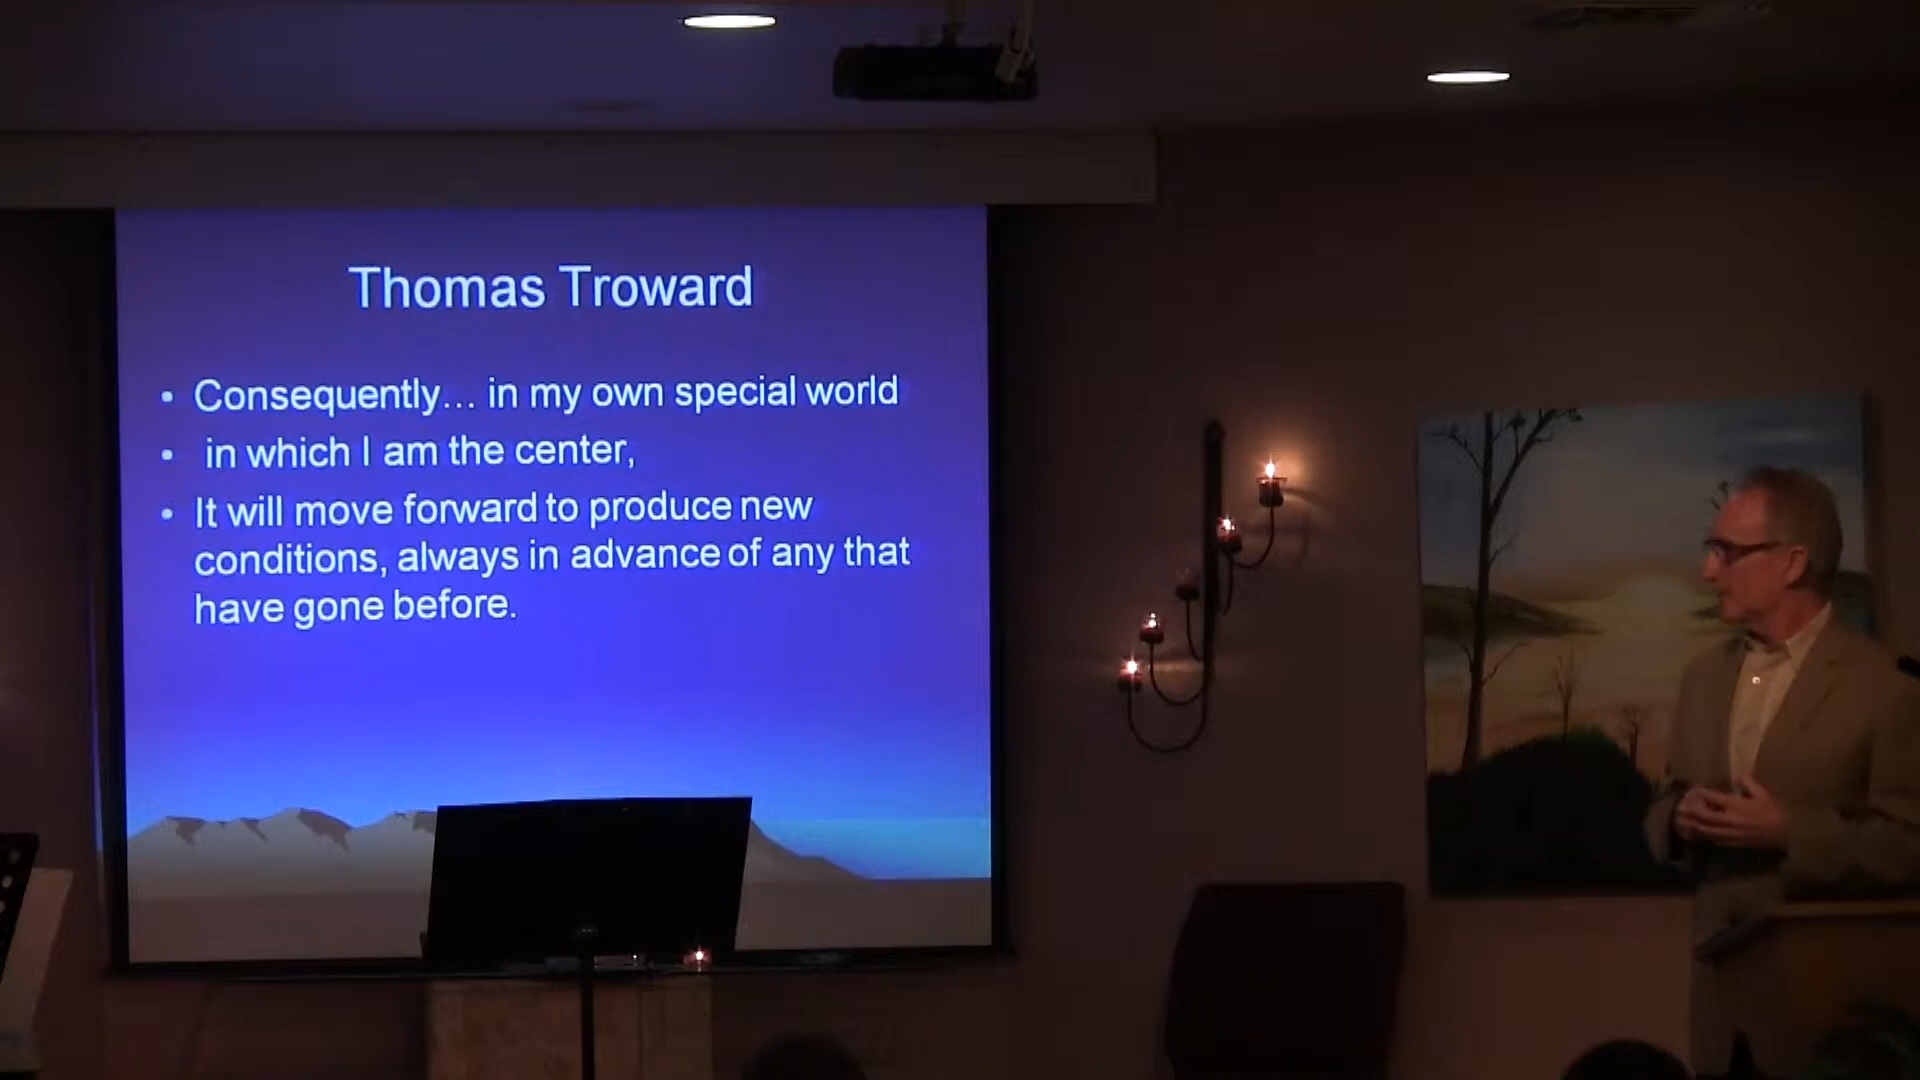 Thomas Troward
• Consequently… in my own special world
• in which I am the center,
• It will move forward to produce new
conditions, always in advance of any that
have gone before.